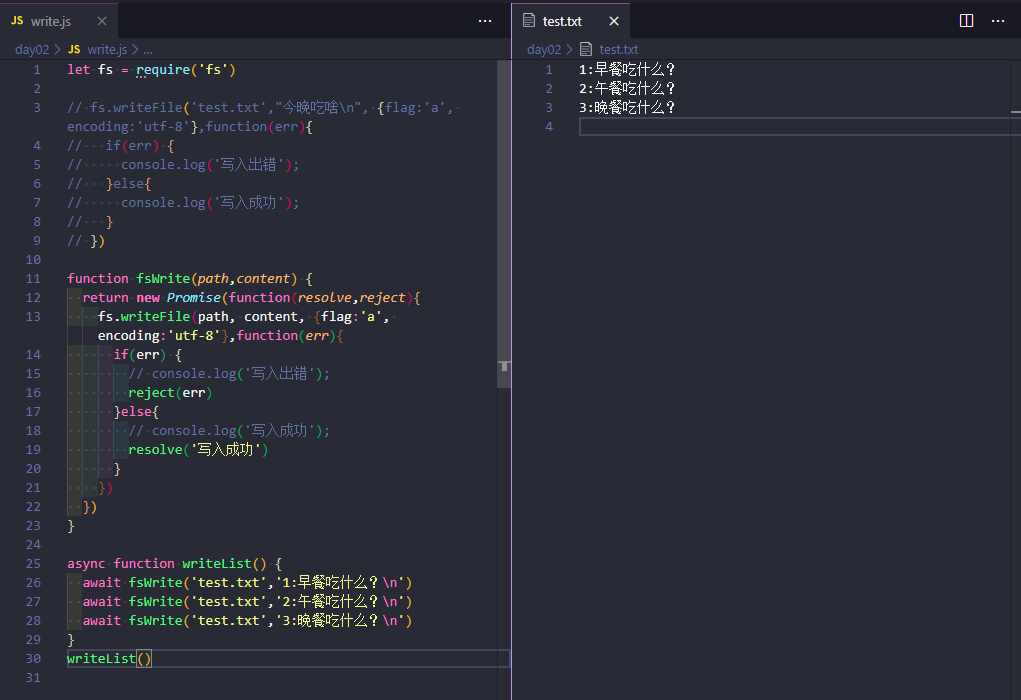 JS write.js
day02 > JS write.js > ...
1 let fs = require('fs')
2
3 // fs.writeFile('test.txt',"今晚吃啥\n", {flag:'a',
encoding:'utf-8'},function(err){
4 //   if(err) {
5 //     console.log('写入出错');
6 //   }else{
7 //     console.log('写入成功');
8 //   }
9 // })
10
11 function fsWrite(path,content) {
12   return new Promise(function(resolve,reject){
13     fs.writeFile(path, content, {flag:'a',
encoding:'utf-8'},function(err){
14       if(err) {
15         // console.log('写入出错');
16         reject(err)
17       }else{
18         // console.log('写入成功');
19         resolve('写入成功')
20       }
21     })
22   })
23 }
24
25 async function writeList() {
26   await fsWrite('test.txt','1:早餐吃什么？\n')
27   await fsWrite('test.txt','2:午餐吃什么？\n')
28   await fsWrite('test.txt','3:晚餐吃什么？\n')
29 }
30 writeList()
31
test.txt
day02 > test.txt
1 1:早餐吃什么？
2 2:午餐吃什么？
3 3:晚餐吃什么？
4